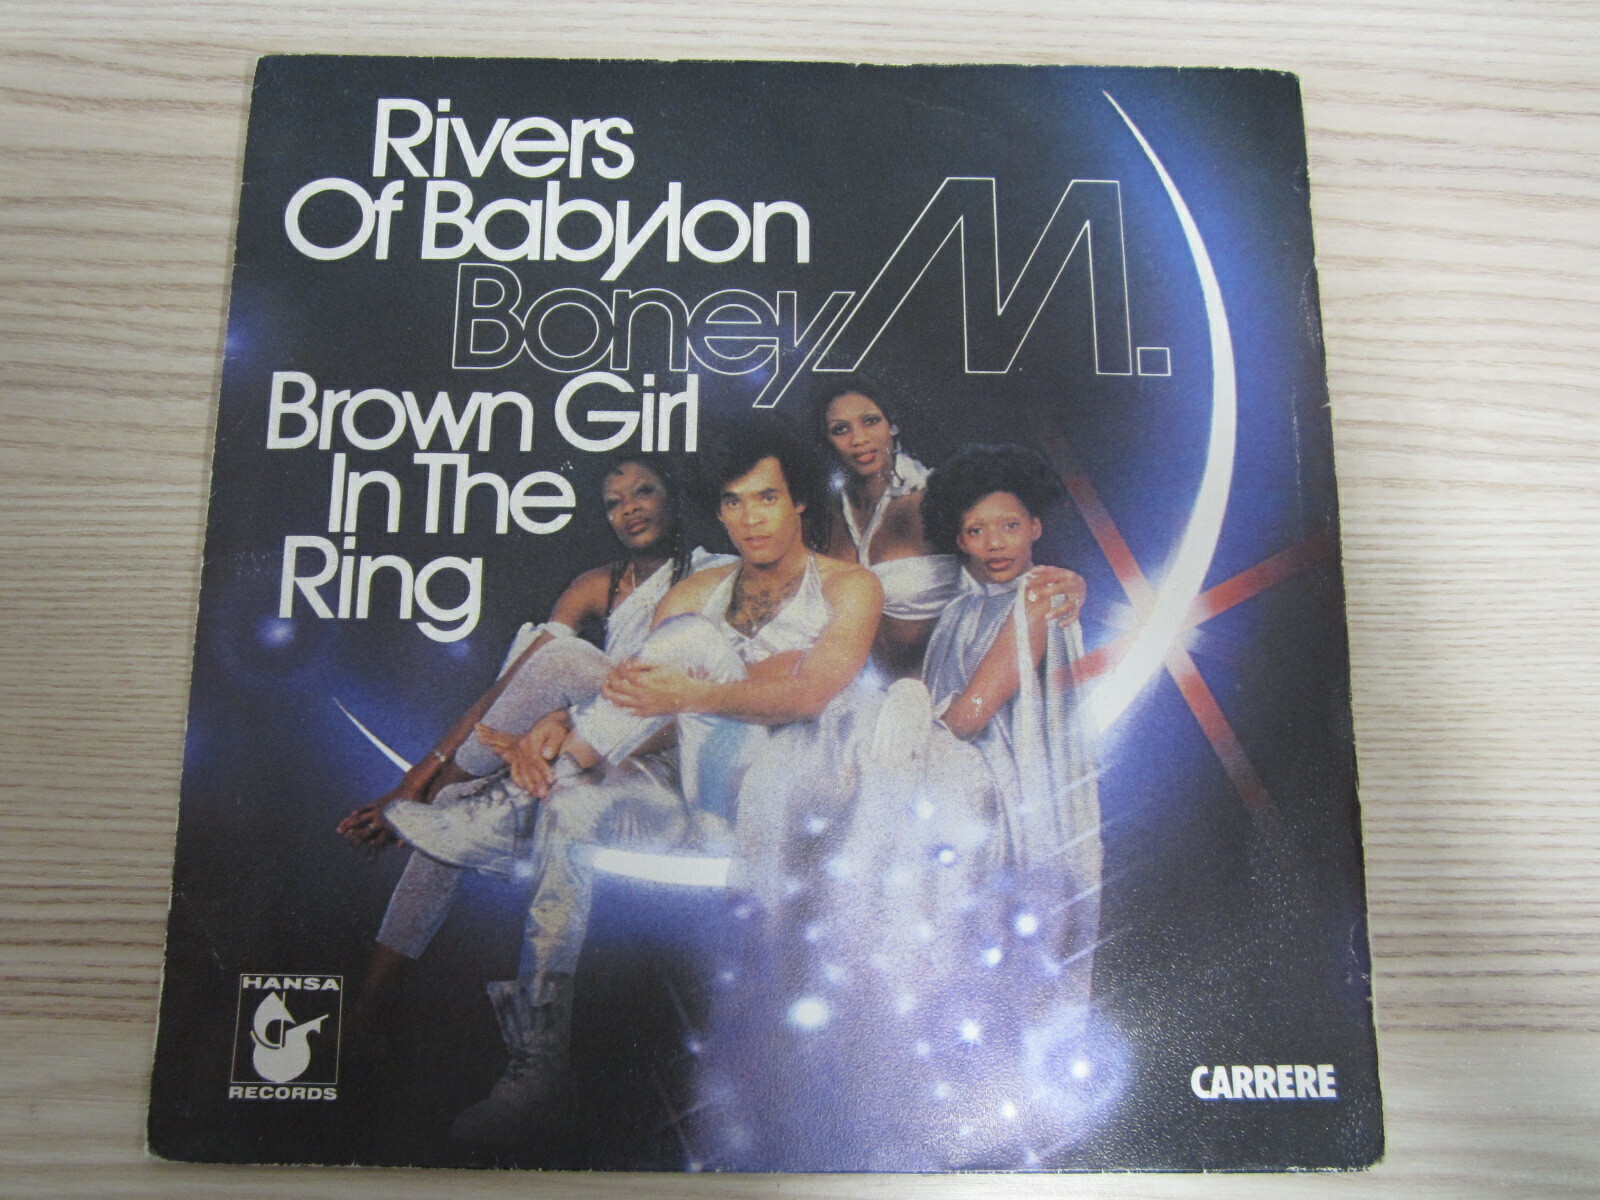 Rivers
Of Babylon
Boney M.
Brown Girl
In The
Ring
HANSA
RECORDS
CARRERE